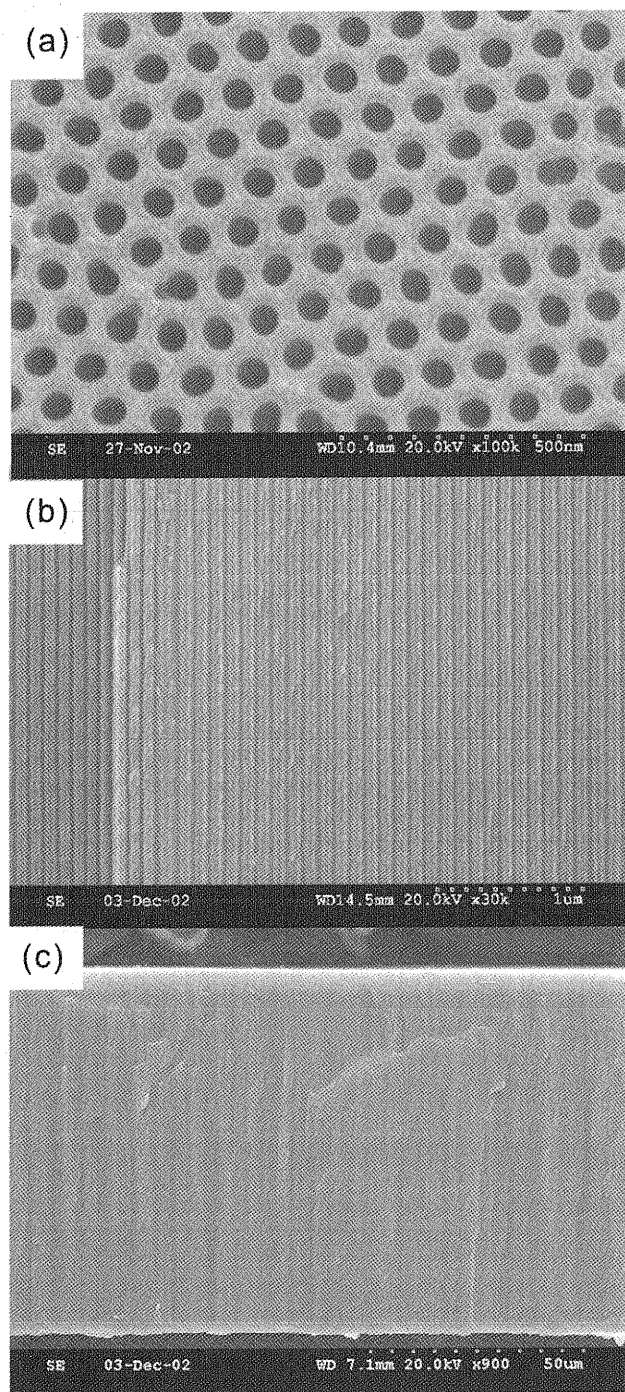 (a)
SE 27-Nov-02 WD10.4mm 20.0kV x100k 500nm
(b)
SE 03-Dec-02 WD14.5mm 20.0kV x30k 1um
(c)
SE 03-Dec-02 WD 7.1mm 20.0kV x900 50um